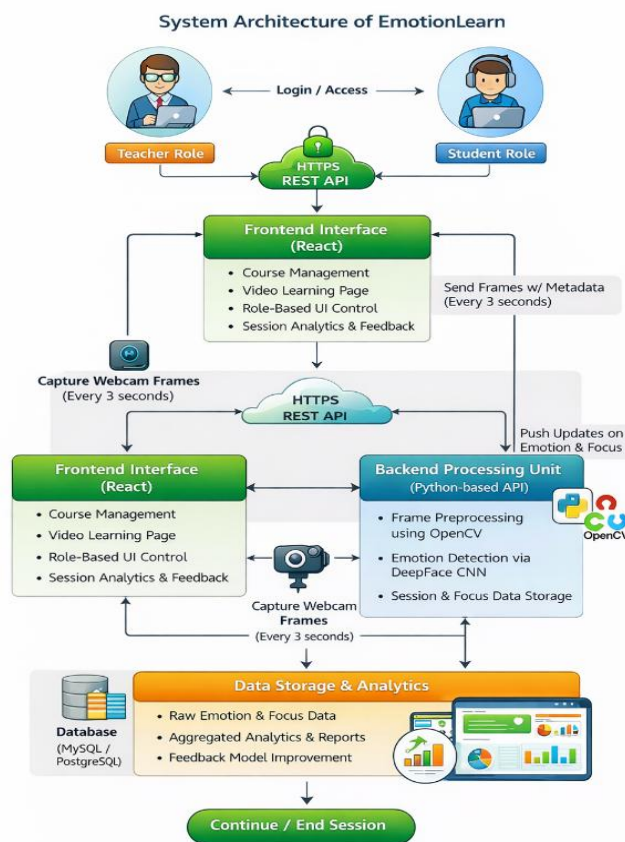 System Architecture of EmotionLearn
Login / Access
Teacher Role
Student Role
HTTPS
REST API
Frontend Interface
(React)
• Course Management
• Video Learning Page
• Role-Based UI Control
• Session Analytics & Feedback
Send Frames w/ Metadata
(Every 3 seconds)
Capture Webcam Frames
(Every 3 seconds)
HTTPS
REST API
Push Updates on
Emotion & Focus
Frontend Interface
(React)
• Course Management
• Video Learning Page
• Role-Based UI Control
• Session Analytics & Feedback
Backend Processing Unit
(Python-based API)
• Frame Preprocessing
using OpenCV
• Emotion Detection via
DeepFace CNN
• Session & Focus Data Storage
OpenCV
Capture Webcam
Frames
(Every 3 seconds)
Data Storage & Analytics
• Raw Emotion & Focus Data
• Aggregated Analytics & Reports
• Feedback Model Improvement
Database
(MySQL /
PostgreSQL)
Continue / End Session